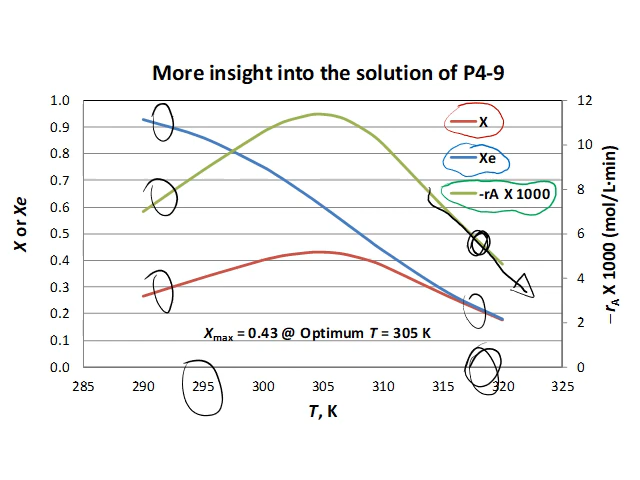 More insight into the solution of P4-9
1.0
0.9
0.8
0.7
0.6
0.5
0.4
0.3
0.2
0.1
0.0
X or Xe
12
10
8
6
4
2
0
−rA X 1000 (mol/L·min)
X
Xe
-rA X 1000
Xmax = 0.43 @ Optimum T = 305 K
285 290 295 300 305 310 315 320 325
T, K